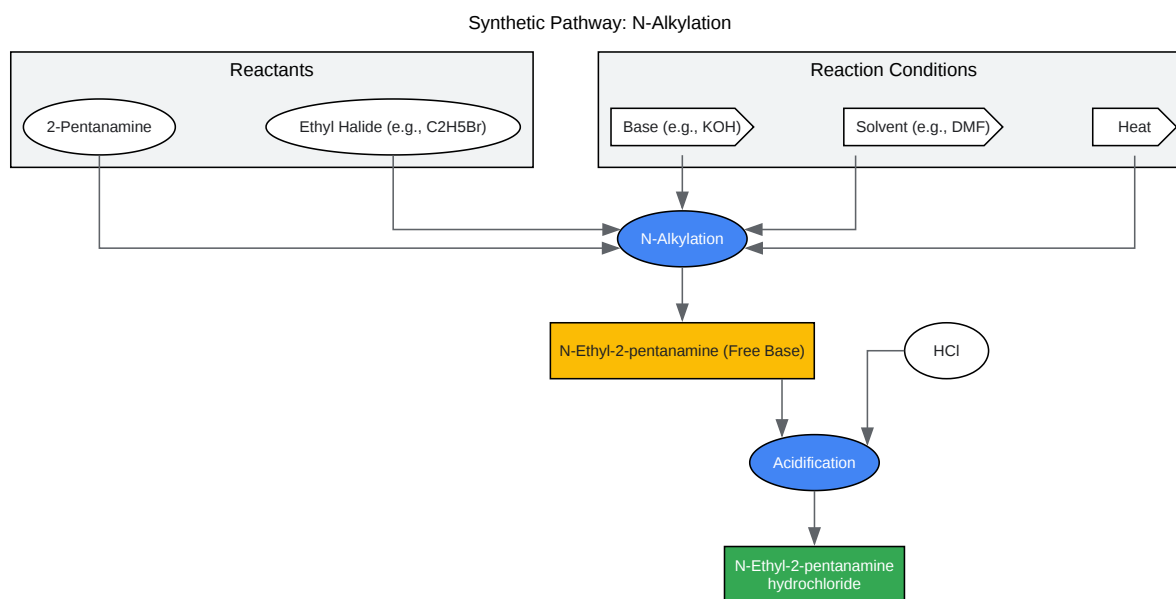 Synthetic Pathway: N-Alkylation
Reactants
Reaction Conditions
2-Pentanamine
Ethyl Halide (e.g., C2H5Br)
Base (e.g., KOH)
Solvent (e.g., DMF)
Heat
N-Alkylation
N-Ethyl-2-pentanamine (Free Base)
HCl
Acidification
N-Ethyl-2-pentanamine
hydrochloride